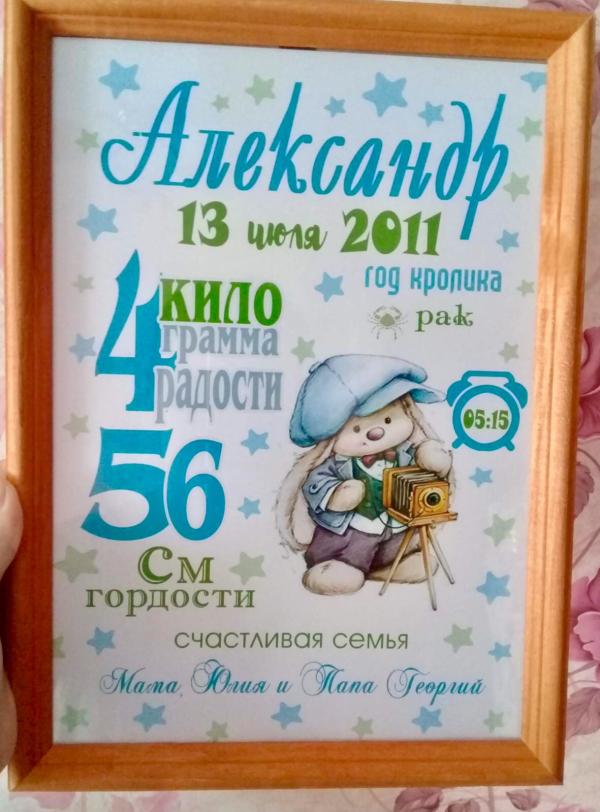 Александр
13 июля 2011
год кролика
рак
4 кило
грамма
радости
05:15
56
См
гордости
счастливая семья
Мама, Юлия и Папа Георгий